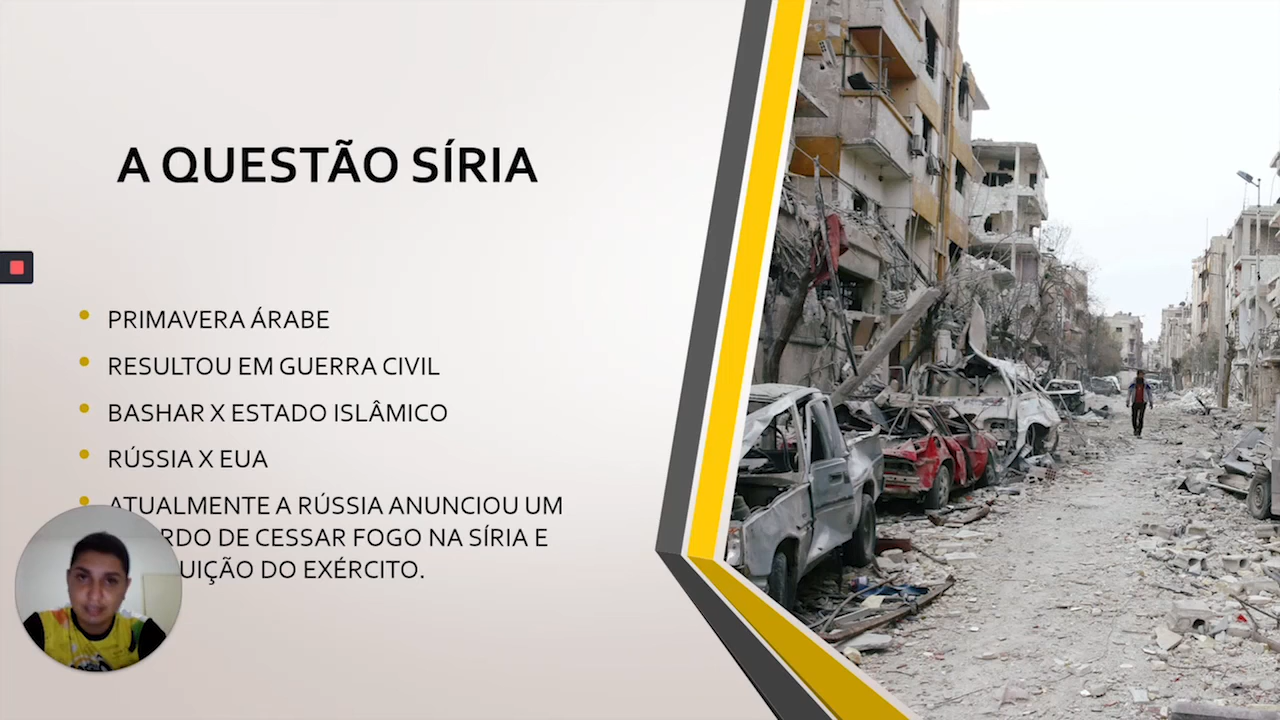 A QUESTÃO SÍRIA
PRIMAVERA ÁRABE
RESULTOU EM GUERRA CIVIL
BASHAR X ESTADO ISLÂMICO
RÚSSIA X EUA
ATUALMENTE A RÚSSIA ANUNCIOU UM
DE CESSAR FOGO NA SÍRIA E
DO EXÉRCITO.